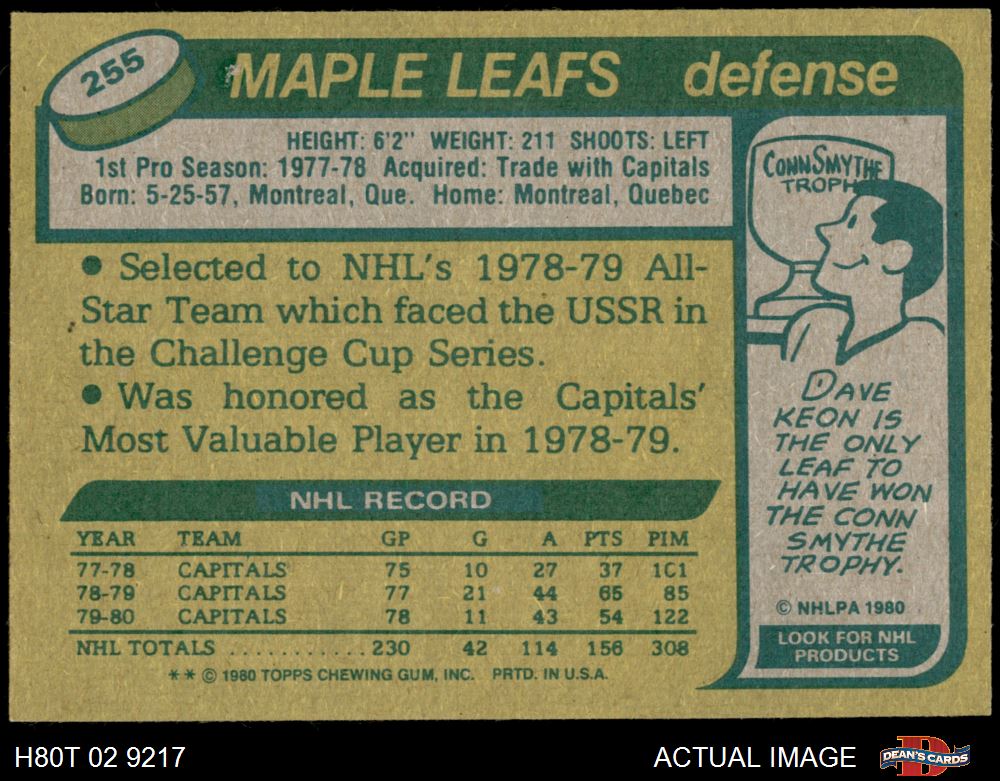 255
MAPLE LEAFS defense
HEIGHT: 6'2" WEIGHT: 211 SHOOTS: LEFT
1st Pro Season: 1977-78 Acquired: Trade with Capitals
Born: 5-25-57, Montreal, Que. Home: Montreal, Quebec
• Selected to NHL's 1978-79 All-
Star Team which faced the USSR in
the Challenge Cup Series.
• Was honored as the Capitals'
Most Valuable Player in 1978-79.
NHL RECORD
YEAR TEAM GP G A PTS PIM
77-78 CAPITALS 75 10 27 37 101
78-79 CAPITALS 77 21 44 65 85
79-80 CAPITALS 78 11 43 54 122
NHL TOTALS ........... 230 42 114 156 308
** © 1980 TOPPS CHEWING GUM, INC. PRTD. IN U.S.A.
CONN SMYTHE
TROPH
DAVE
KEON IS
THE ONLY
LEAF TO
HAVE WON
THE CONN
SMYTHE
TROPHY.
© NHLPA 1980
LOOK FOR NHL
PRODUCTS
H80T 02 9217
ACTUAL IMAGE
DEAN'S CARDS